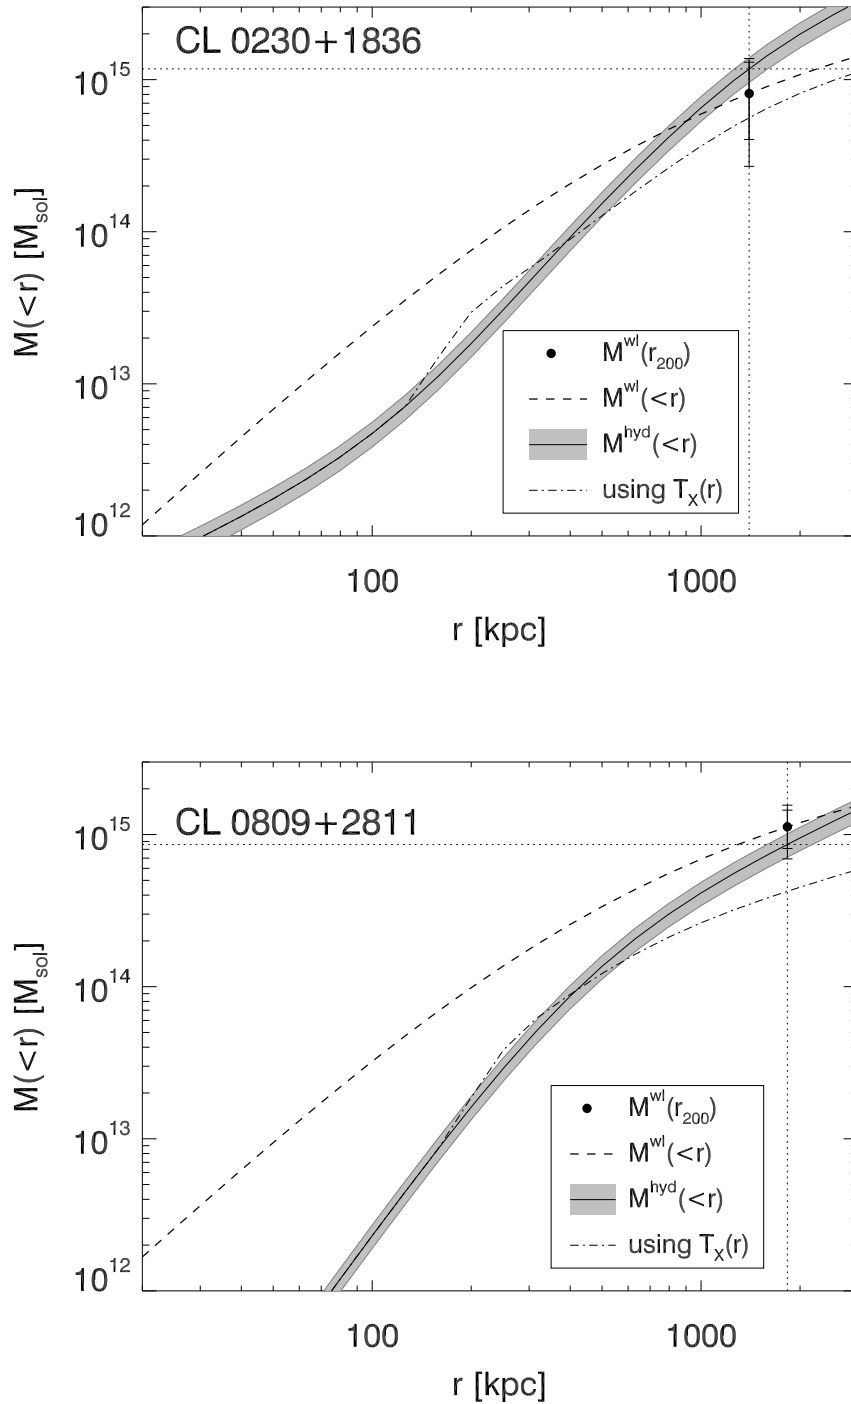 CL 0230+1836
10^15
10^14
10^13
10^12
M(<r) [M_sol]
M^wl(r_200)
M^wl(<r)
M^hyd(<r)
using T_X(r)
100 1000
r [kpc]
CL 0809+2811
10^15
10^14
10^13
10^12
M(<r) [M_sol]
M^wl(r_200)
M^wl(<r)
M^hyd(<r)
using T_X(r)
100 1000
r [kpc]